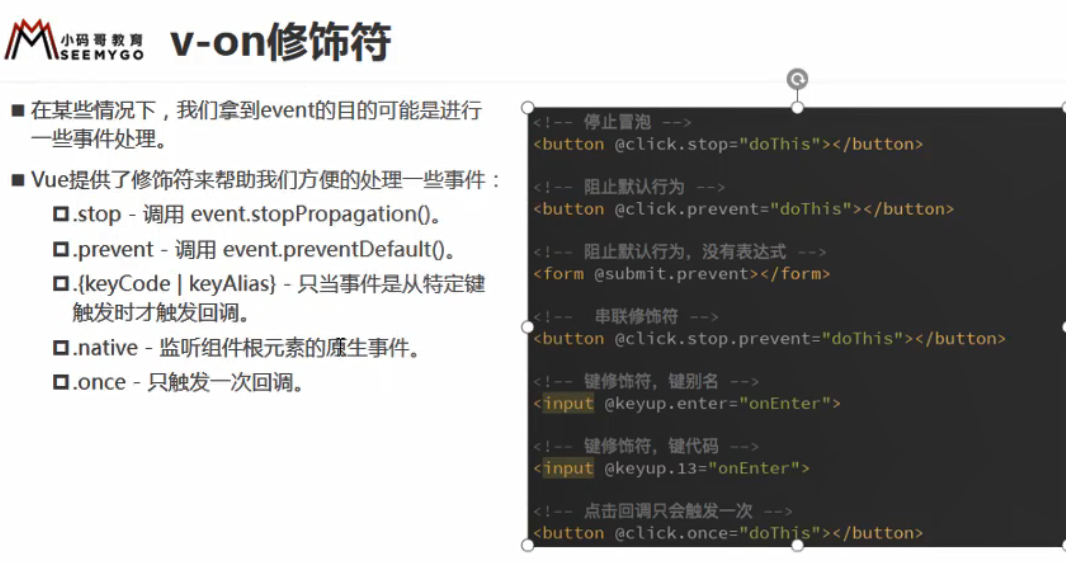 小码哥教育
SEEMYGO
v-on修饰符
在某些情况下，我们拿到event的目的可能是进行
一些事件处理。
Vue提供了修饰符来帮助我们方便的处理一些事件：
.stop - 调用 event.stopPropagation()。
.prevent - 调用 event.preventDefault()。
.{keyCode | keyAlias} - 只当事件是从特定键
触发时才触发回调。
.native - 监听组件根元素的原生事件。
.once - 只触发一次回调。
<!-- 停止冒泡 -->
<button @click.stop="doThis"></button>
<!-- 阻止默认行为 -->
<button @click.prevent="doThis"></button>
<!-- 阻止默认行为，没有表达式 -->
<form @submit.prevent></form>
<!-- 串联修饰符 -->
<button @click.stop.prevent="doThis"></button>
<!-- 键修饰符，键别名 -->
<input @keyup.enter="onEnter">
<!-- 键修饰符，键代码 -->
<input @keyup.13="onEnter">
<!-- 点击回调只会触发一次 -->
<button @click.once="doThis"></button>